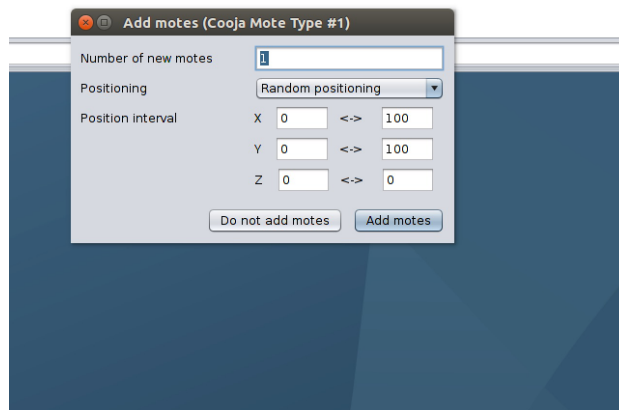 Add motes (Cooja Mote Type #1)
Number of new motes 1
Positioning Random positioning
Position interval X 0 <-> 100
Y 0 <-> 100
Z 0 <-> 0
Do not add motes Add motes